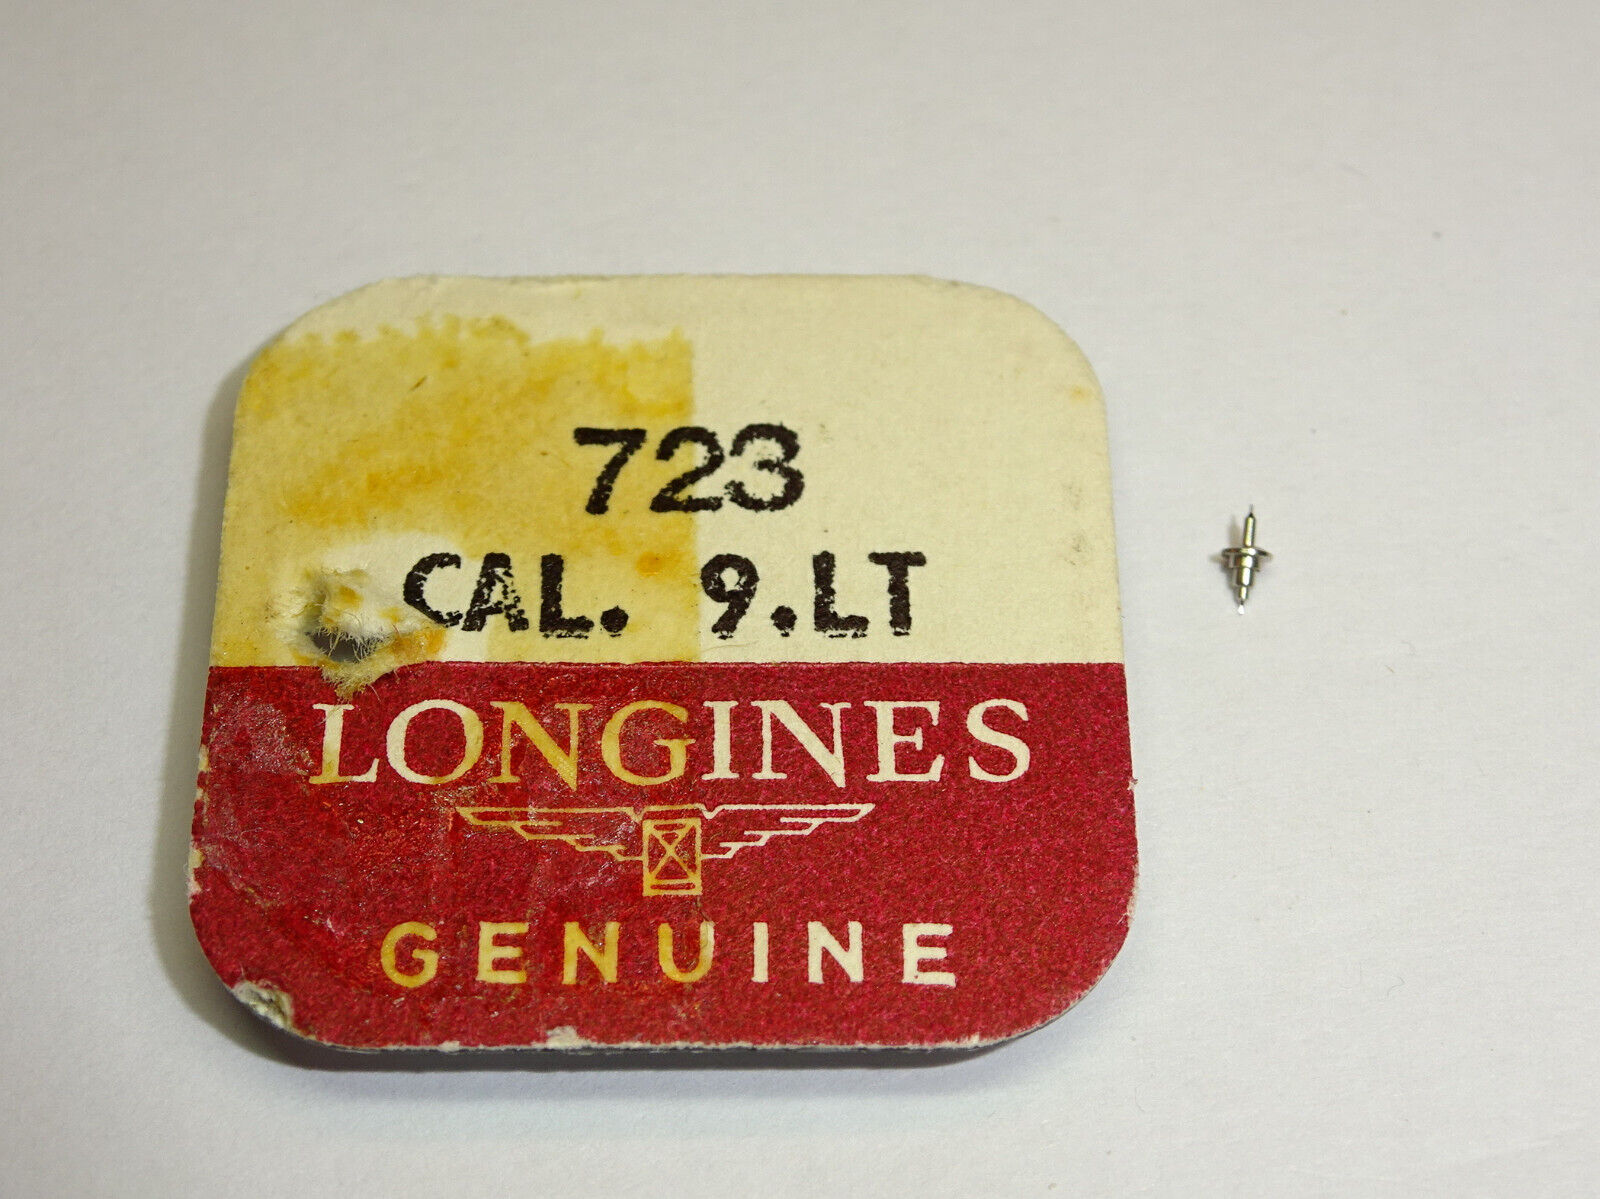 723
CAL. 9.LT
LONGINES
GENUINE